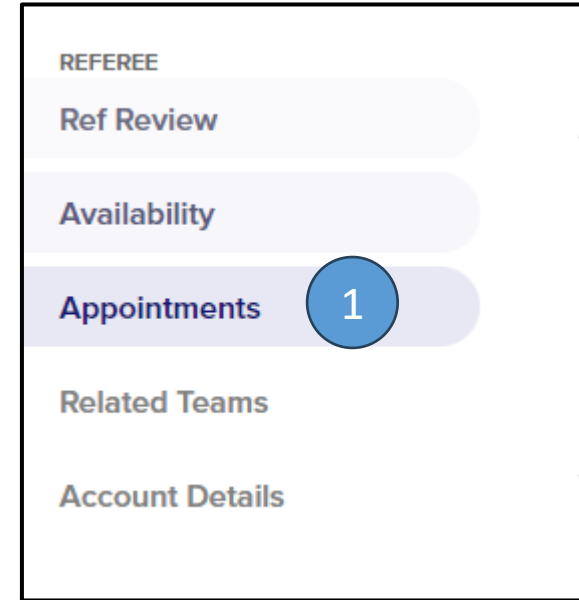 REFEREE
Ref Review
Availability
Appointments 1
Related Teams
Account Details